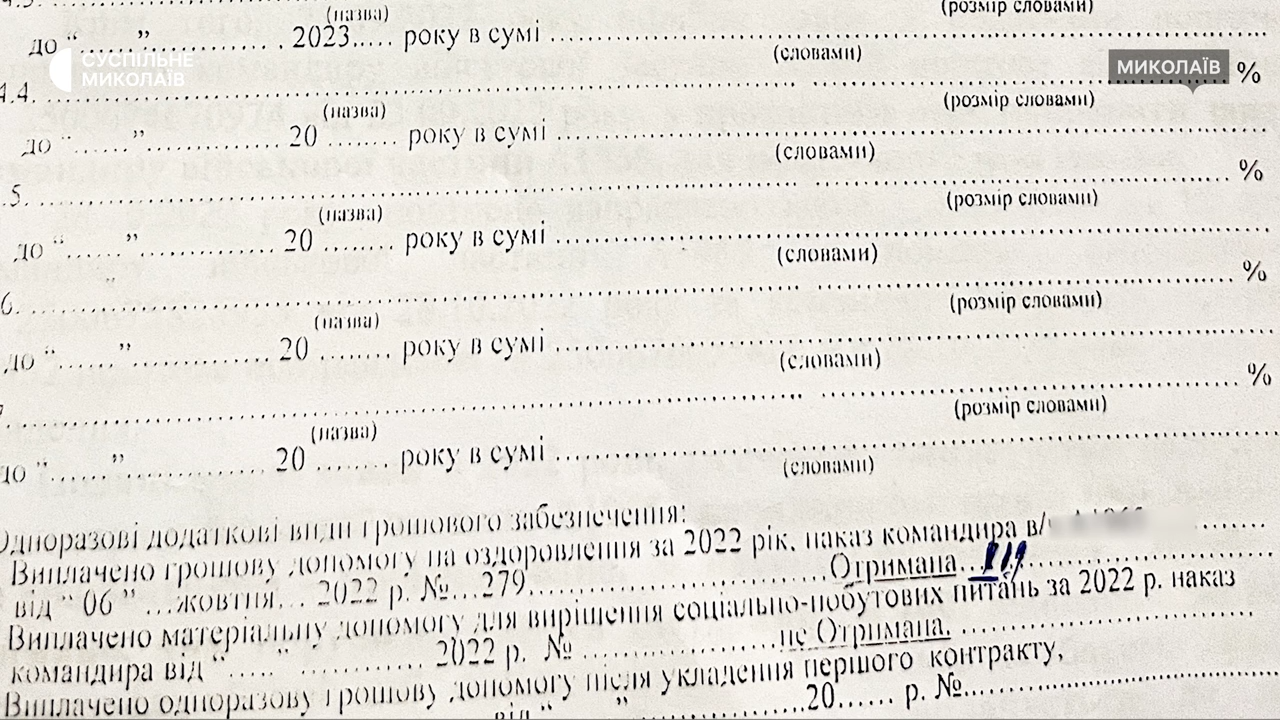 (назва) (розмір словами)
до “..........” .................. 2023..... року в сумі ................................................................
(словами)
СУСПІЛЬНЕ
МИКОЛАЇВ
МИКОЛАЇВ
4.4. ................................................................ %
(назва) (розмір словами)
до “..........” .................. 20 ........ року в сумі ................................................................
(словами)
.5 ................................................................ %
(назва) (розмір словами)
до “..........” .................. 20 ........ року в сумі ................................................................
(словами)
6. ................................................................ %
(назва) (розмір словами)
до “..........” .................. 20 ........ року в сумі ................................................................
(словами)
................................................................ %
(назва) (розмір словами)
до “..........” .................. 20 ........ року в сумі ................................................................
(словами)
Одноразові додаткові види грошового забезпечення:
Виплачено грошову допомогу на оздоровлення за 2022 рік, наказ командира в/
від “ 06 ” ...жовтня... 2022 р. №...279..............................Отримана...
Виплачено матеріальну допомогу для вирішення соціально-побутових питань за 2022 р. наказ
командира від “......” ............... 2022 р. № ....................не Отримана. ..............................
Виплачено одноразову грошову допомогу після укладення першого контракту,
від “ ” ....................20...... р. №..............................